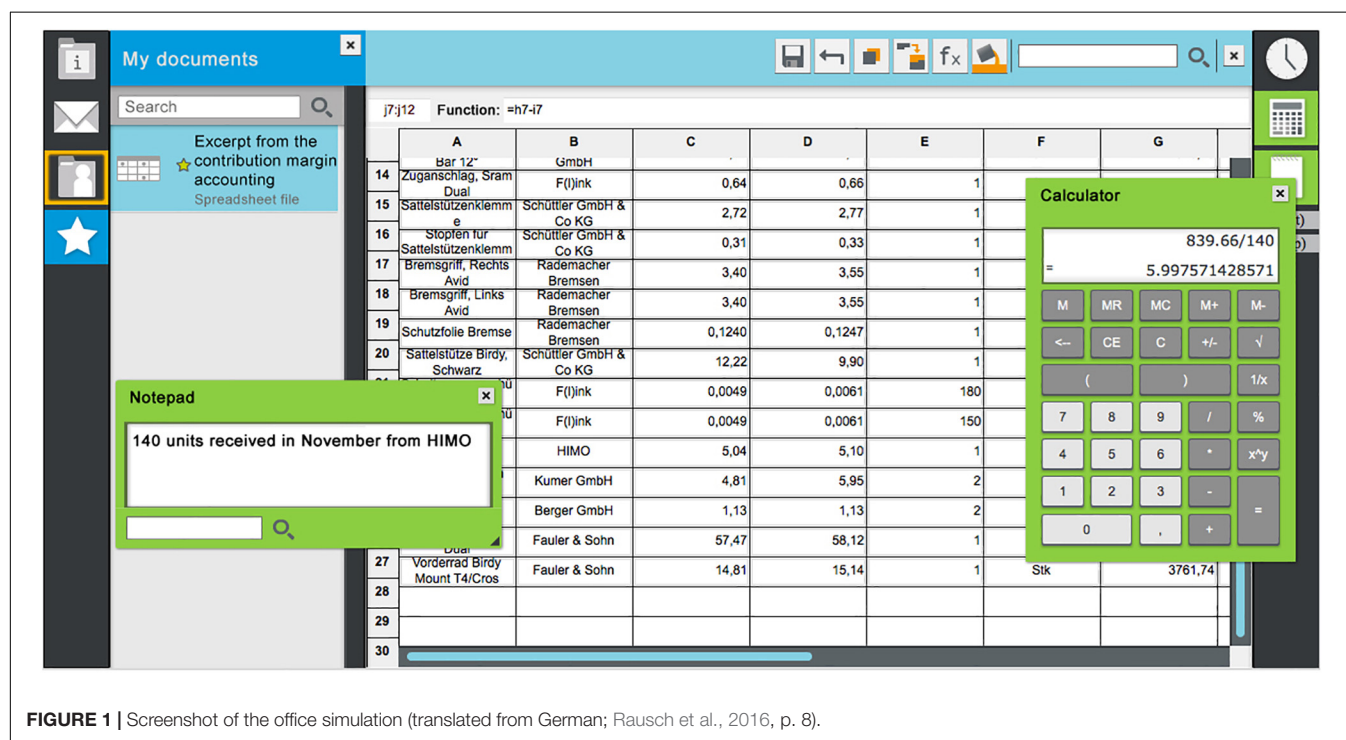 i
My documents
×
fx
×
Search
j7:j12 Function: =h7-i7
Excerpt from the
contribution margin
accounting
Spreadsheet file
A B C D E F G
Bar 12" GmbH
14 Zuganschlag, Sram Dual F(l)ink 0,64 0,66 1
15 Sattelstützenklemm e Schüttler GmbH & Co KG 2,72 2,77 1
16 Stopfen für Sattelstützenklemm Schüttler GmbH & Co KG 0,31 0,33 1
17 Bremsgriff, Rechts Avid Rademacher Bremsen 3,40 3,55 1
18 Bremsgriff, Links Avid Rademacher Bremsen 3,40 3,55 1
19 Schutzfolie Bremse Rademacher Bremsen 0,1240 0,1247 1
20 Sattelstütze Birdy, Schwarz Schüttler GmbH & Co KG 12,22 9,90 1
F(l)ink 0,0049 0,0061 180
F(l)ink 0,0049 0,0061 150
HIMO 5,04 5,10 1
Kumer GmbH 4,81 5,95 2
Berger GmbH 1,13 1,13 2
Dual Fauler & Sohn 57,47 58,12 1
27 Vorderrad Birdy Mount T4/Cros Fauler & Sohn 14,81 15,14 1 Stk 3761,74
28
29
30
Notepad ×
140 units received in November from HIMO
Calculator ×
839.66/140
= 5.997571428571
M MR MC M+ M-
<-- CE C +/- √
( ) 1/x
7 8 9 / %
4 5 6 * x^y
1 2 3 - =
0 , +
FIGURE 1 | Screenshot of the office simulation (translated from German; Rausch et al., 2016, p. 8).